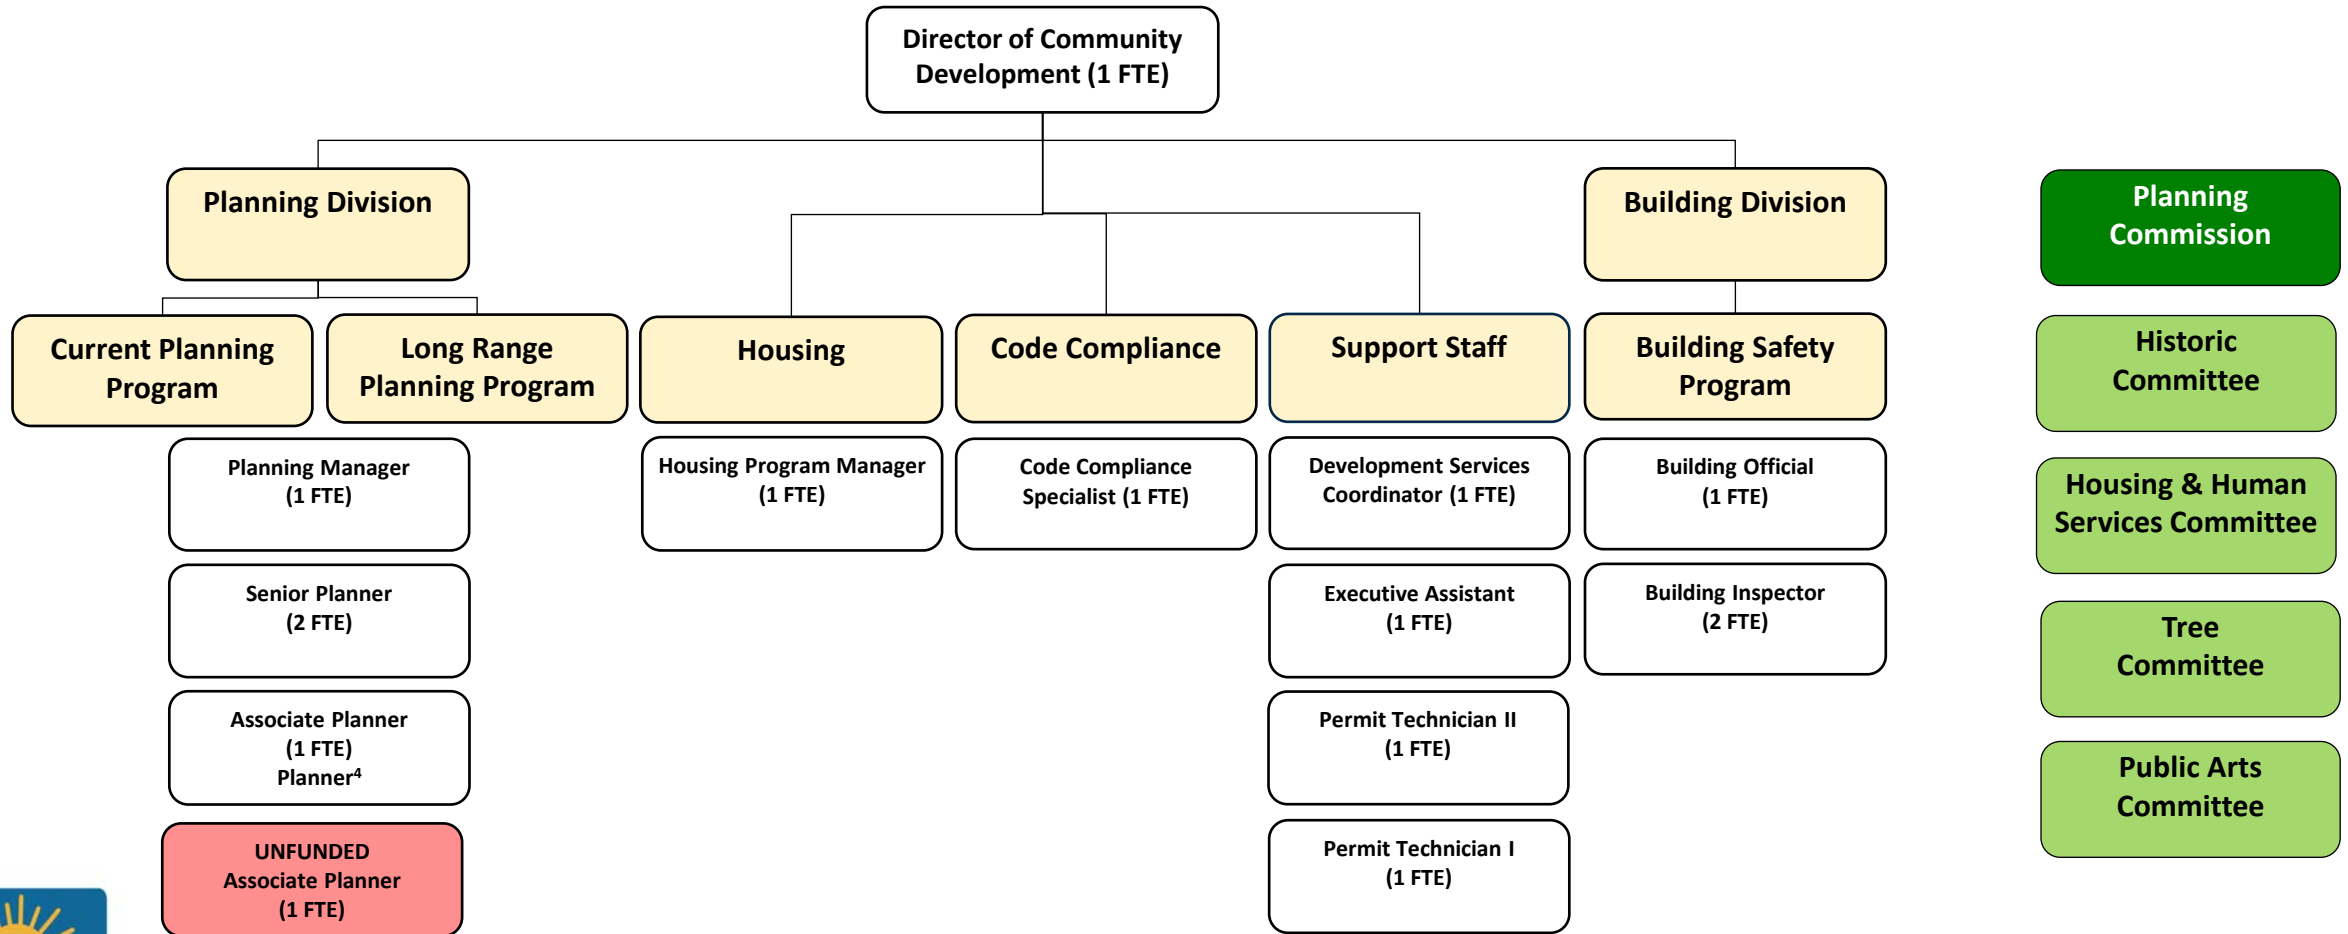 Director of Community
Development (1 FTE)
Planning Division
Building Division
Planning
Commission
Current Planning
Program
Long Range
Planning Program
Housing
Code Compliance
Support Staff
Building Safety
Program
Historic
Committee
Planning Manager
(1 FTE)
Housing Program Manager
(1 FTE)
Code Compliance
Specialist (1 FTE)
Development Services
Coordinator (1 FTE)
Building Official
(1 FTE)
Housing & Human
Services Committee
Senior Planner
(2 FTE)
Executive Assistant
(1 FTE)
Building Inspector
(2 FTE)
Tree
Committee
Associate Planner
(1 FTE)
Planner⁴
Permit Technician II
(1 FTE)
Public Arts
Committee
UNFUNDED
Associate Planner
(1 FTE)
Permit Technician I
(1 FTE)